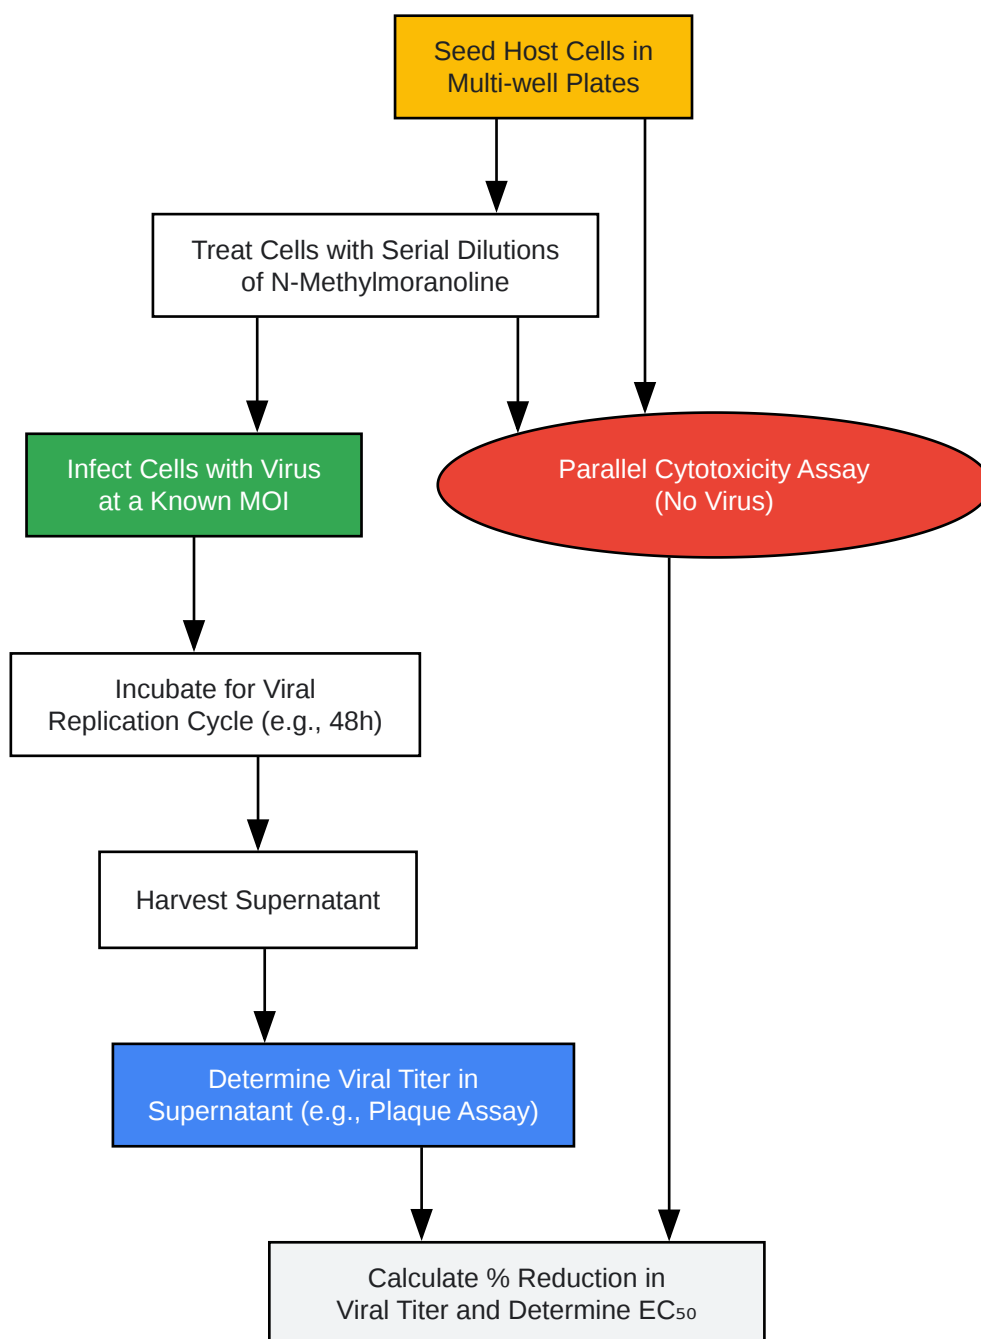 Seed Host Cells in
Multi-well Plates
Treat Cells with Serial Dilutions
of N-Methylmoranoline
Infect Cells with Virus
at a Known MOI
Parallel Cytotoxicity Assay
(No Virus)
Incubate for Viral
Replication Cycle (e.g., 48h)
Harvest Supernatant
Determine Viral Titer in
Supernatant (e.g., Plaque Assay)
Calculate % Reduction in
Viral Titer and Determine EC₅₀